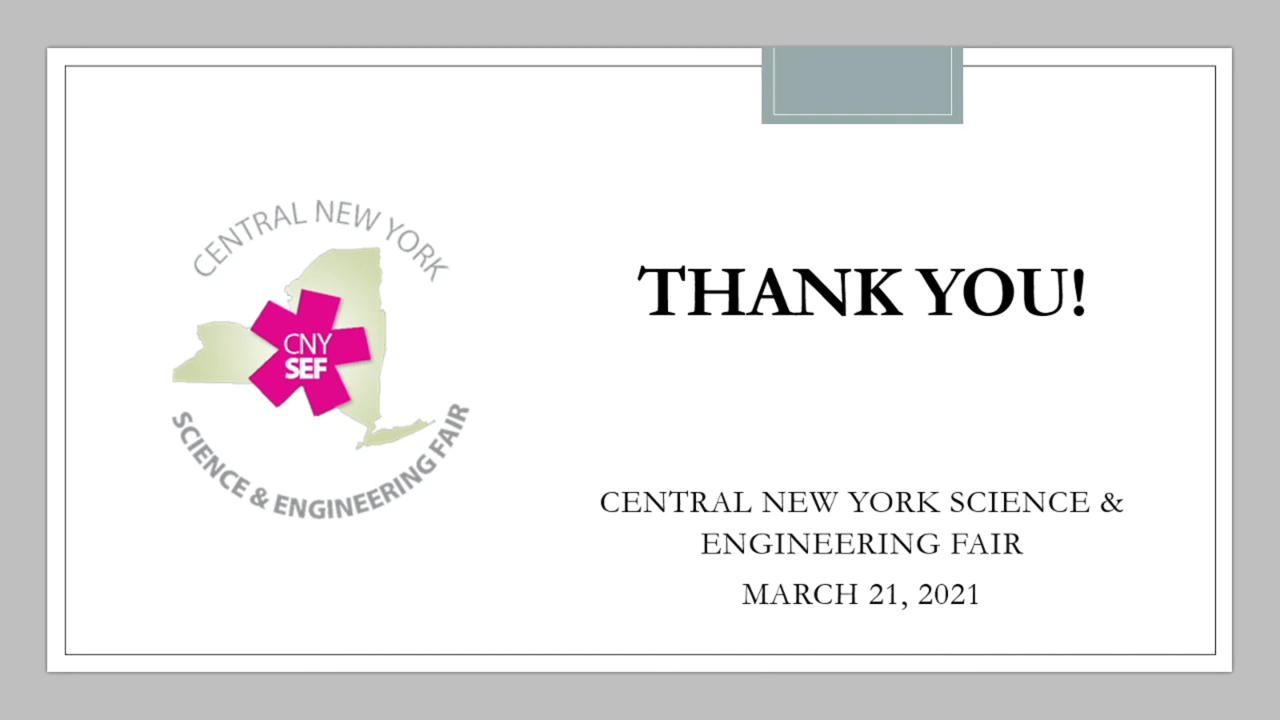 CENTRAL NEW YORK
CNY
SEF
SCIENCE & ENGINEERING FAIR
THANK YOU!
CENTRAL NEW YORK SCIENCE &
ENGINEERING FAIR
MARCH 21, 2021